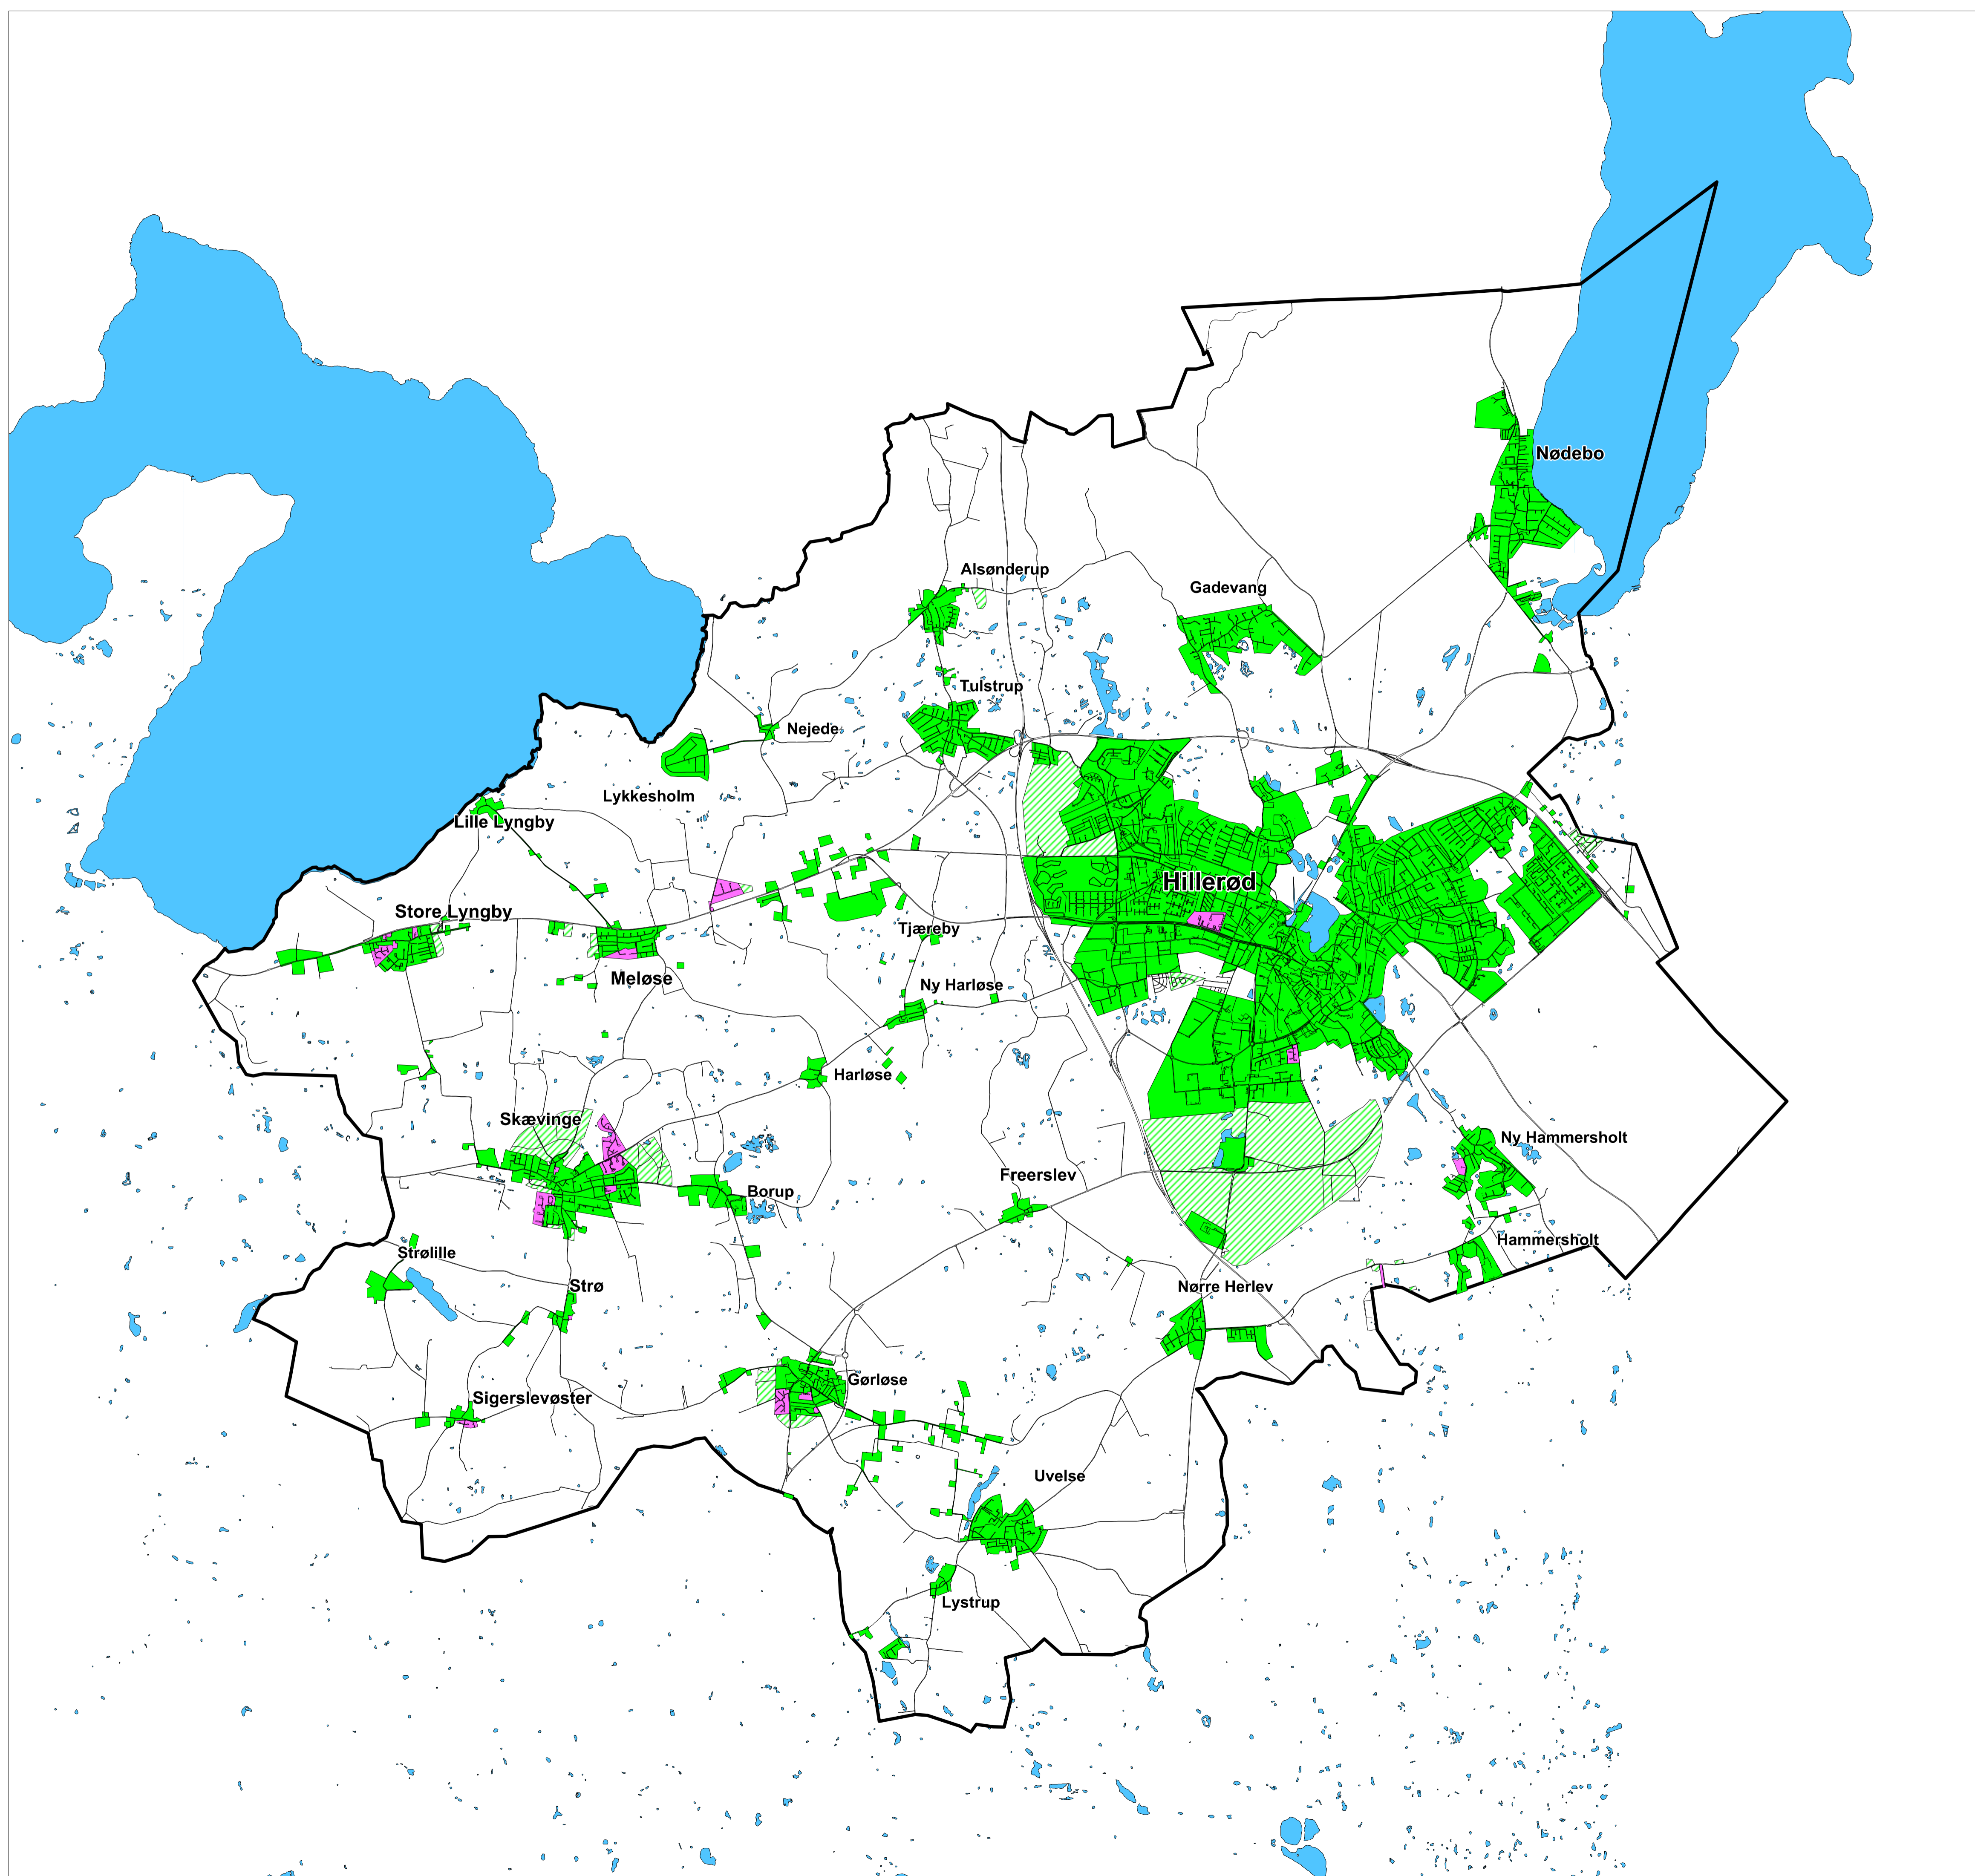 Nødebo
Alsønderup
Gadevang
Tulstrup
Nejede
Lykkesholm
Lille Lyngby
Hillerød
Store Lyngby
Tjæreby
Meløse
Ny Harløse
Harløse
Skævinge
Ny Hammersholt
Freerslev
Borup
Hammersholt
Strølille
Strø
Nørre Herlev
Gørløse
Sigerslevøster
Uvelse
Lystrup